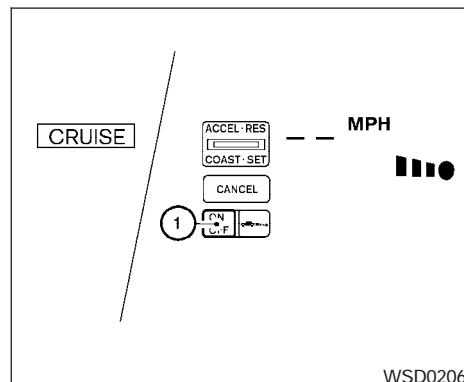 CRUISE
ACCEL·RES
COAST·SET
— — MPH
CANCEL
1
ON
OFF
WSD0206